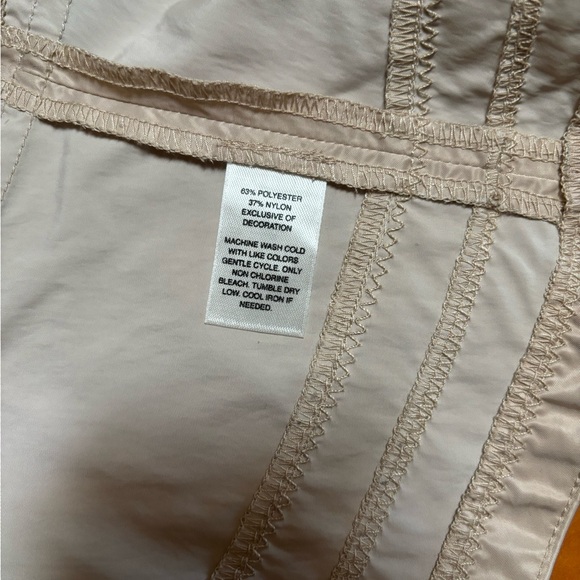 63% POLYESTER
37% NYLON
EXCLUSIVE OF
DECORATION
MACHINE WASH COLD
WITH LIKE COLORS
GENTLE CYCLE. ONLY
NON CHLORINE
BLEACH. TUMBLE DRY
LOW. COOL IRON IF
NEEDED.